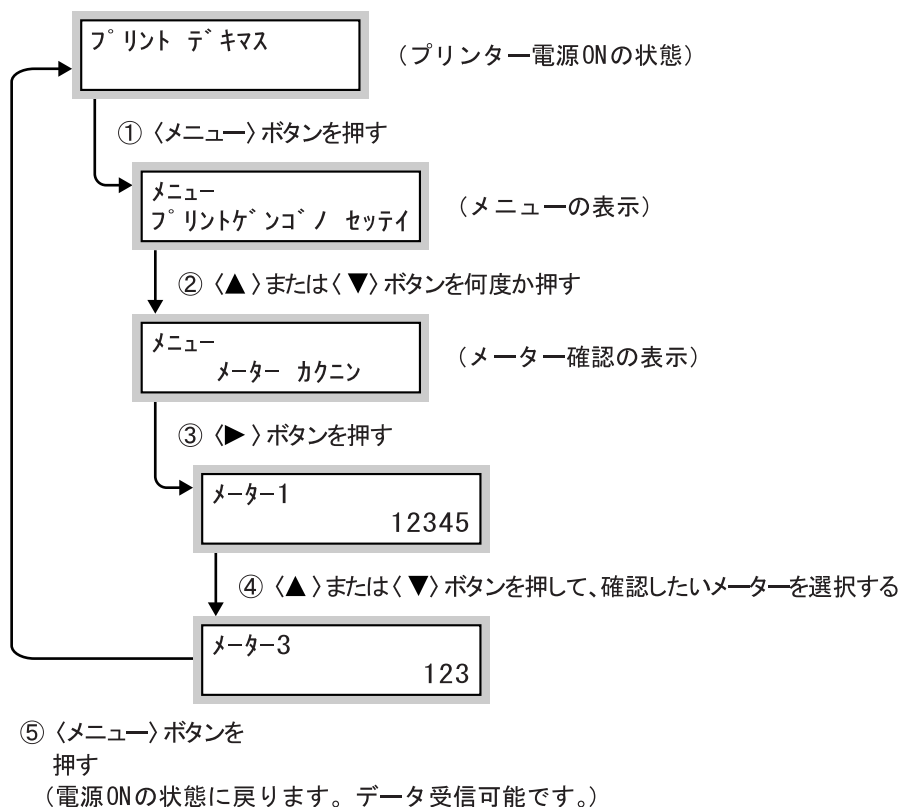 プリント デキマス
（プリンター電源ONの状態）
① 〈メニュー〉ボタンを押す
メニュー
プリントゲンゴノ セッテイ
（メニューの表示）
② 〈▲〉または〈▼〉ボタンを何度か押す
メニュー
メーター カクニン
（メーター確認の表示）
③ 〈▶〉ボタンを押す
メーター1
12345
④ 〈▲〉または〈▼〉ボタンを押して、確認したいメーターを選択する
メーター3
123
⑤ 〈メニュー〉ボタンを
押す
（電源ONの状態に戻ります。データ受信可能です。）